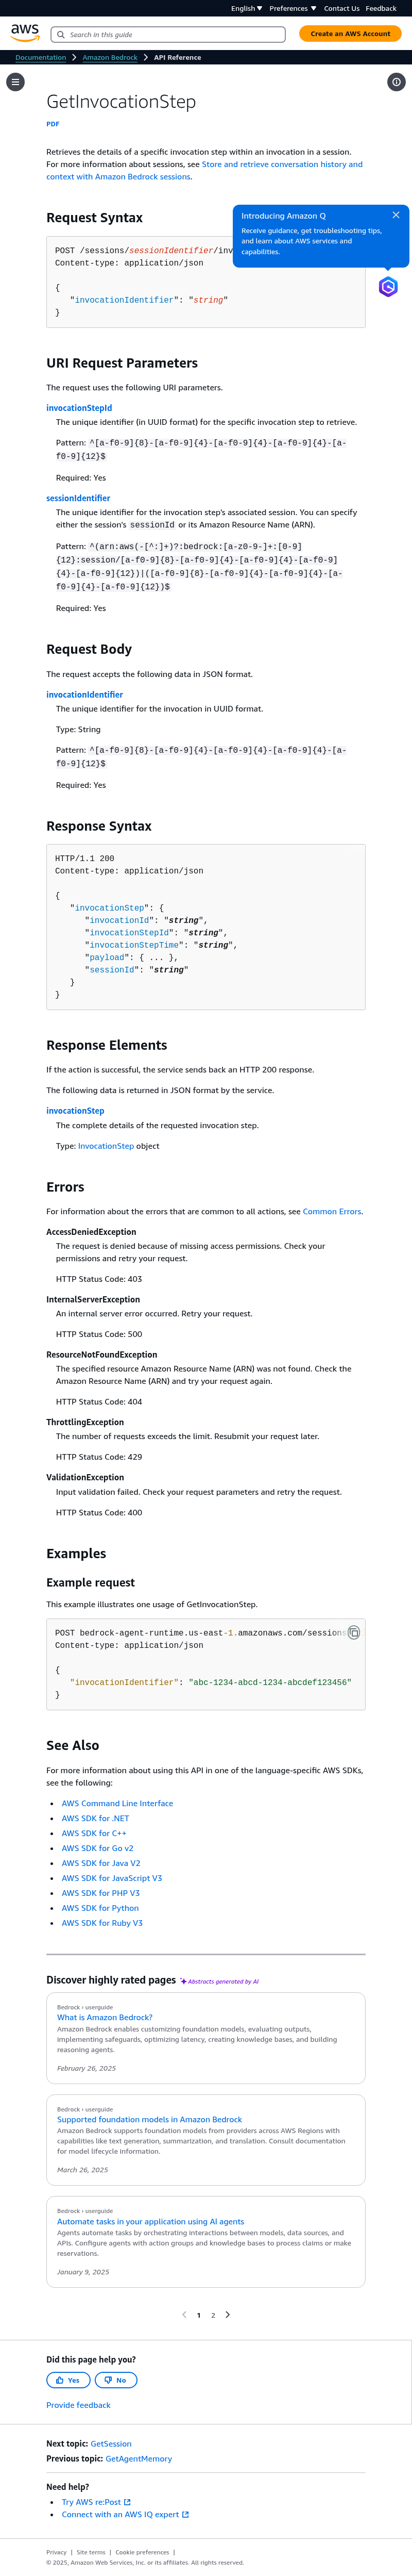 English
Preferences
Contact Us
Feedback
aws
Search in this guide
Create an AWS Account
Documentation
Amazon Bedrock
API Reference
GetInvocationStep
PDF
Retrieves the details of a specific invocation step within an invocation in a session.
For more information about sessions, see Store and retrieve conversation history and
context with Amazon Bedrock sessions.
Introducing Amazon Q
Receive guidance, get troubleshooting tips,
and learn about AWS services and
capabilities.
Request Syntax
POST /sessions/sessionIdentifier/inv
Content-type: application/json
{
"invocationIdentifier": "string"
}
URI Request Parameters
The request uses the following URI parameters.
invocationStepId
The unique identifier (in UUID format) for the specific invocation step to retrieve.
Pattern: ^[a-f0-9]{8}-[a-f0-9]{4}-[a-f0-9]{4}-[a-f0-9]{4}-[a-
f0-9]{12}$
Required: Yes
sessionIdentifier
The unique identifier for the invocation step's associated session. You can specify
either the session's sessionId or its Amazon Resource Name (ARN).
Pattern: ^(arn:aws(-[^:]+)?:bedrock:[a-z0-9-]+:[0-9]
{12}:session/[a-f0-9]{8}-[a-f0-9]{4}-[a-f0-9]{4}-[a-f0-9]
{4}-[a-f0-9]{12})|([a-f0-9]{8}-[a-f0-9]{4}-[a-f0-9]{4}-[a-
f0-9]{4}-[a-f0-9]{12})$
Required: Yes
Request Body
The request accepts the following data in JSON format.
invocationIdentifier
The unique identifier for the invocation in UUID format.
Type: String
Pattern: ^[a-f0-9]{8}-[a-f0-9]{4}-[a-f0-9]{4}-[a-f0-9]{4}-[a-
f0-9]{12}$
Required: Yes
Response Syntax
HTTP/1.1 200
Content-type: application/json
{
"invocationStep": {
"invocationId": "string",
"invocationStepId": "string",
"invocationStepTime": "string",
"payload": { ... },
"sessionId": "string"
}
}
Response Elements
If the action is successful, the service sends back an HTTP 200 response.
The following data is returned in JSON format by the service.
invocationStep
The complete details of the requested invocation step.
Type: InvocationStep object
Errors
For information about the errors that are common to all actions, see Common Errors.
AccessDeniedException
The request is denied because of missing access permissions. Check your
permissions and retry your request.
HTTP Status Code: 403
InternalServerException
An internal server error occurred. Retry your request.
HTTP Status Code: 500
ResourceNotFoundException
The specified resource Amazon Resource Name (ARN) was not found. Check the
Amazon Resource Name (ARN) and try your request again.
HTTP Status Code: 404
ThrottlingException
The number of requests exceeds the limit. Resubmit your request later.
HTTP Status Code: 429
ValidationException
Input validation failed. Check your request parameters and retry the request.
HTTP Status Code: 400
Examples
Example request
This example illustrates one usage of GetInvocationStep.
POST bedrock-agent-runtime.us-east-1.amazonaws.com/sessions
Content-type: application/json
{
"invocationIdentifier": "abc-1234-abcd-1234-abcdef123456"
}
See Also
For more information about using this API in one of the language-specific AWS SDKs,
see the following:
AWS Command Line Interface
AWS SDK for .NET
AWS SDK for C++
AWS SDK for Go v2
AWS SDK for Java V2
AWS SDK for JavaScript V3
AWS SDK for PHP V3
AWS SDK for Python
AWS SDK for Ruby V3
Discover highly rated pages Abstracts generated by AI
Bedrock › userguide
What is Amazon Bedrock?
Amazon Bedrock enables customizing foundation models, evaluating outputs,
implementing safeguards, optimizing latency, creating knowledge bases, and building
reasoning agents.
February 26, 2025
Bedrock › userguide
Supported foundation models in Amazon Bedrock
Amazon Bedrock supports foundation models from providers across AWS Regions with
capabilities like text generation, summarization, and translation. Consult documentation
for model lifecycle information.
March 26, 2025
Bedrock › userguide
Automate tasks in your application using AI agents
Agents automate tasks by orchestrating interactions between models, data sources, and
APIs. Configure agents with action groups and knowledge bases to process claims or make
reservations.
January 9, 2025
1 2
Did this page help you?
Yes
No
Provide feedback
Next topic: GetSession
Previous topic: GetAgentMemory
Need help?
Try AWS re:Post
Connect with an AWS IQ expert
Privacy | Site terms | Cookie preferences |
© 2025, Amazon Web Services, Inc. or its affiliates. All rights reserved.